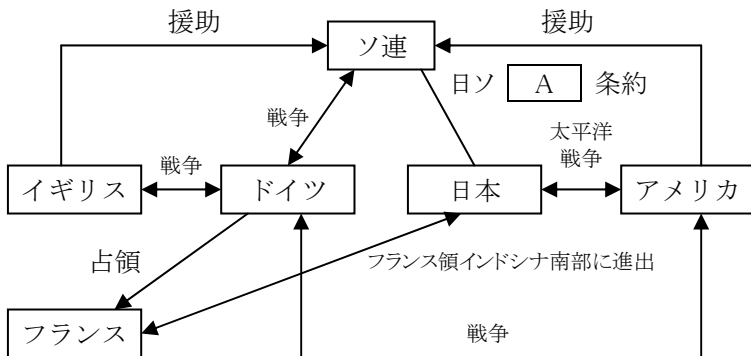 援助
ソ連
援助
日ソ A 条約
戦争
太平洋
戦争
戦争
イギリス
ドイツ
日本
アメリカ
占領
フランス領インドシナ南部に進出
フランス
戦争